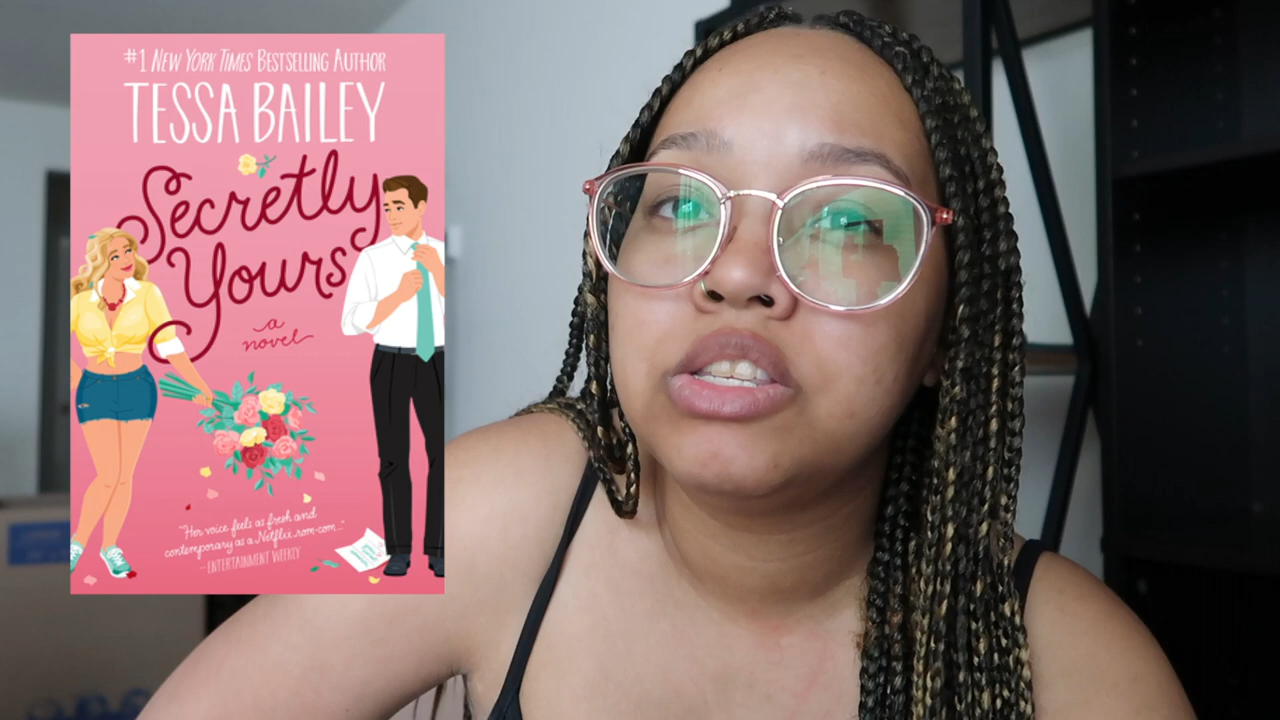 #1 NEW YORK TIMES BESTSELLING AUTHOR
TESSA BAILEY
Secretly
Yours
a
novel
"Her voice feels as fresh and
contemporary as a Netflix rom-com..."
—ENTERTAINMENT WEEKLY